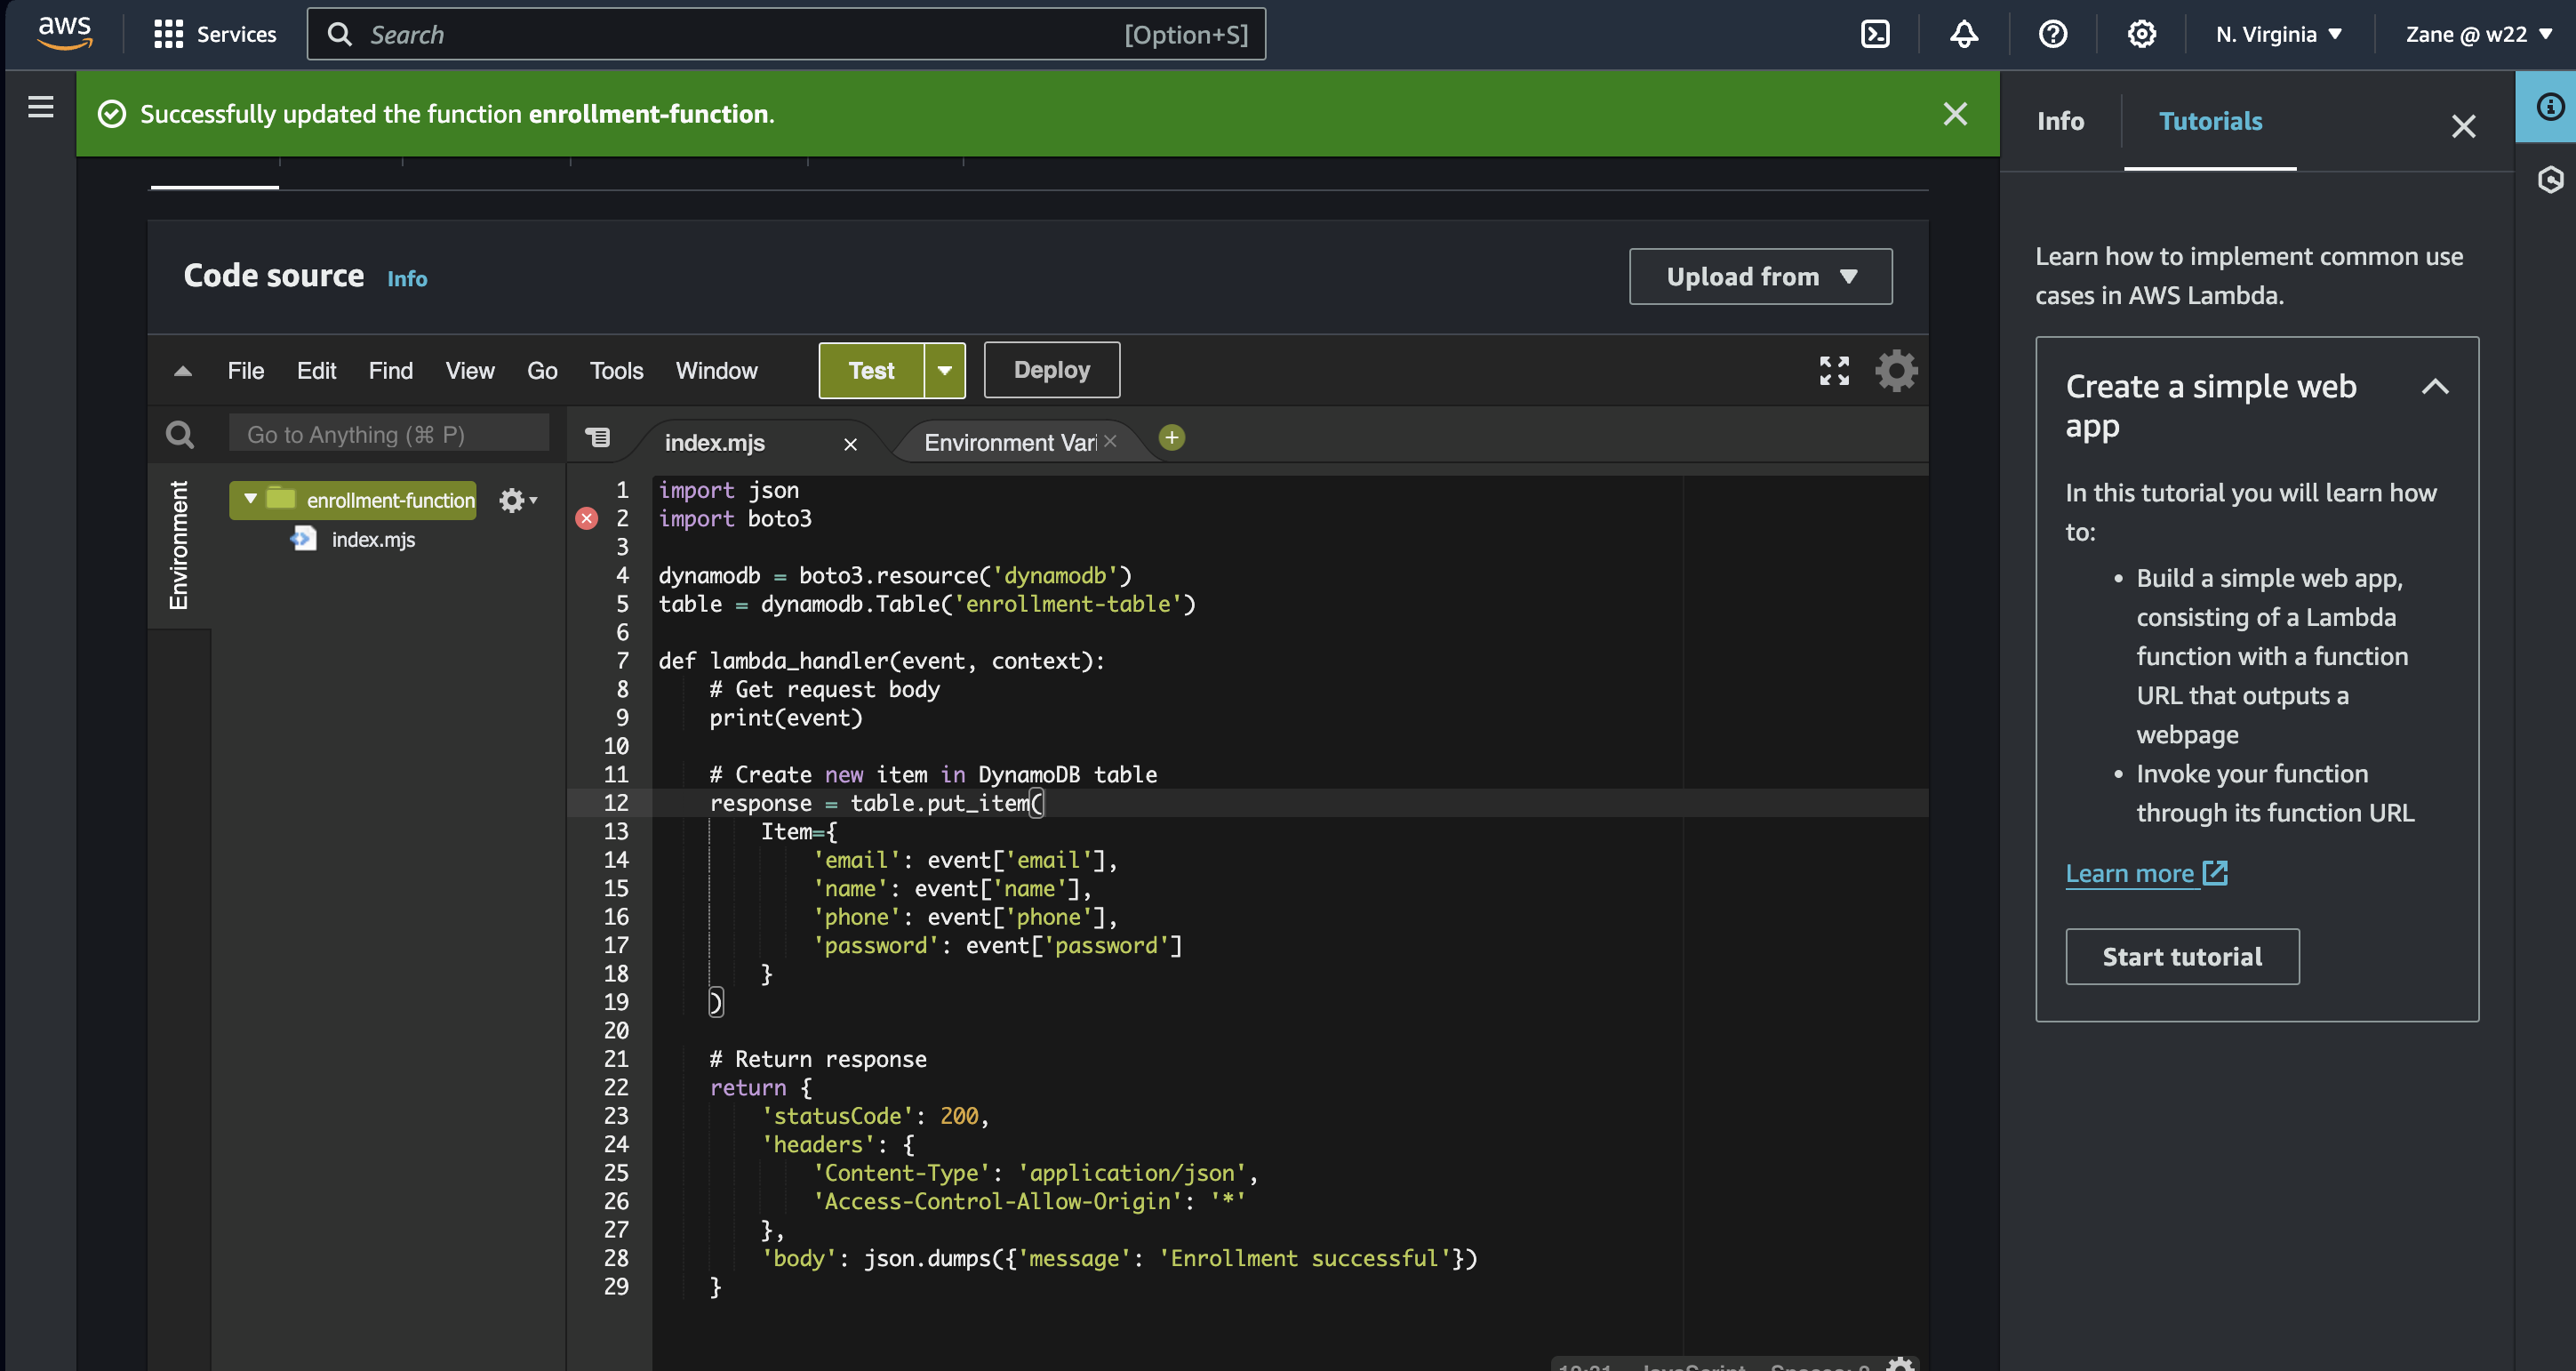 aws
Services
Search
[Option+S]
N. Virginia
Zane @ w22
Successfully updated the function enrollment-function.
Info
Tutorials
Code source
Info
Upload from
File
Edit
Find
View
Go
Tools
Window
Test
Deploy
Go to Anything (⌘ P)
index.mjs
Environment Vari
Environment
enrollment-function
index.mjs
1 import json
2 import boto3
3
4 dynamodb = boto3.resource('dynamodb')
5 table = dynamodb.Table('enrollment-table')
6
7 def lambda_handler(event, context):
8     # Get request body
9     print(event)
10
11     # Create new item in DynamoDB table
12     response = table.put_item(
13         Item={
14             'email': event['email'],
15             'name': event['name'],
16             'phone': event['phone'],
17             'password': event['password']
18         }
19     )
20
21     # Return response
22     return {
23         'statusCode': 200,
24         'headers': {
25             'Content-Type': 'application/json',
26             'Access-Control-Allow-Origin': '*'
27         },
28         'body': json.dumps({'message': 'Enrollment successful'})
29     }
Learn how to implement common use
cases in AWS Lambda.
Create a simple web
app
In this tutorial you will learn how
to:
• Build a simple web app,
consisting of a Lambda
function with a function
URL that outputs a
webpage
• Invoke your function
through its function URL
Learn more
Start tutorial